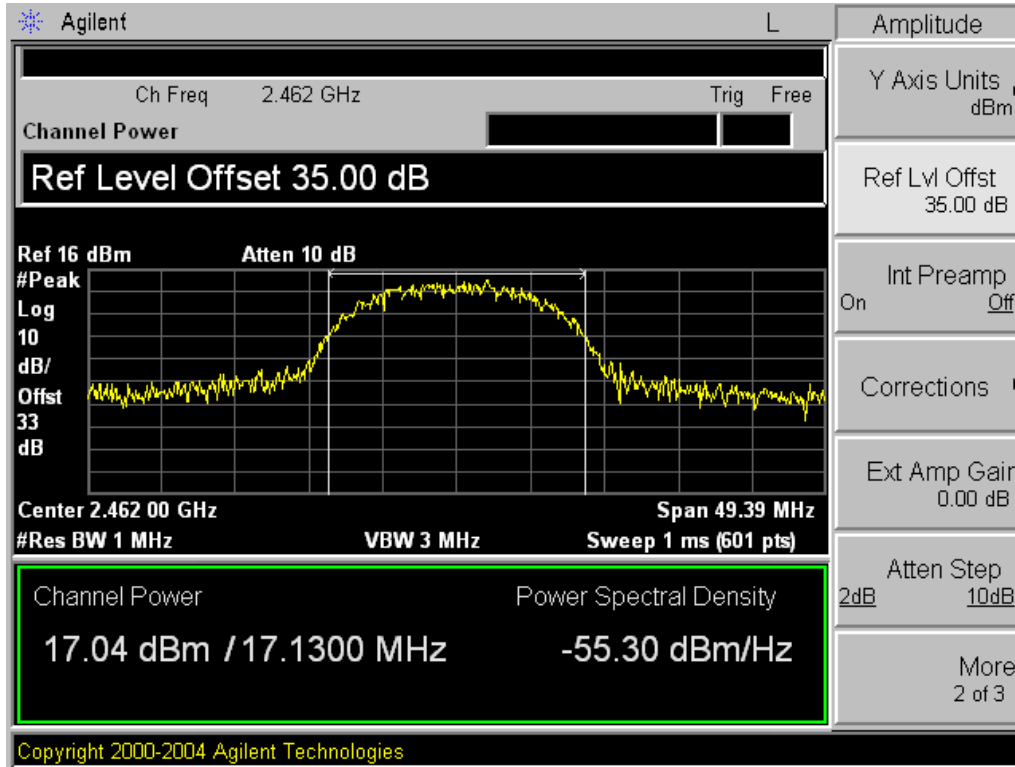 Agilent L
Ch Freq 2.462 GHz Trig Free
Channel Power
Ref Level Offset 35.00 dB
Ref 16 dBm Atten 10 dB
#Peak
Log
10
dB/
Offst
33
dB
Center 2.462 00 GHz Span 49.39 MHz
#Res BW 1 MHz VBW 3 MHz Sweep 1 ms (601 pts)
Channel Power Power Spectral Density
17.04 dBm / 17.1300 MHz -55.30 dBm/Hz
Copyright 2000-2004 Agilent Technologies
Amplitude
Y Axis Units
dBm
Ref Lvl Offst
35.00 dB
Int Preamp
On Off
Corrections
Ext Amp Gain
0.00 dB
Atten Step
2dB 10dB
More
2 of 3